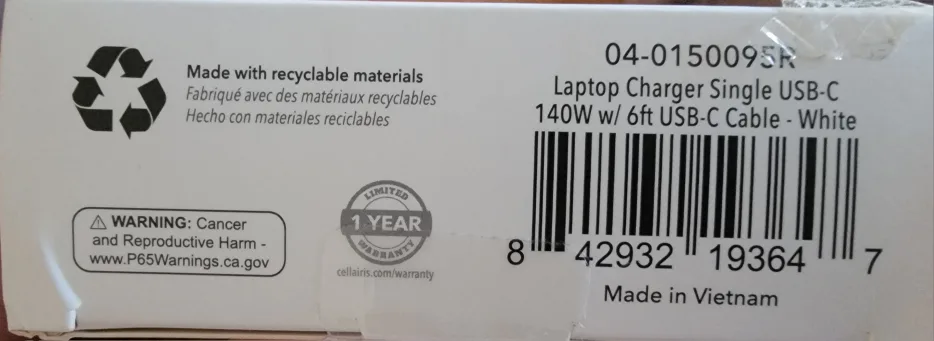 Made with recyclable materials
Fabriqué avec des matériaux recyclables
Hecho con materiales reciclables
⚠ WARNING: Cancer
and Reproductive Harm -
www.P65Warnings.ca.gov
LIMITED
1 YEAR
WARRANTY
cellairis.com/warranty
04-0150095R
Laptop Charger Single USB-C
140W w/ 6ft USB-C Cable - White
8 42932 19364 7
Made in Vietnam